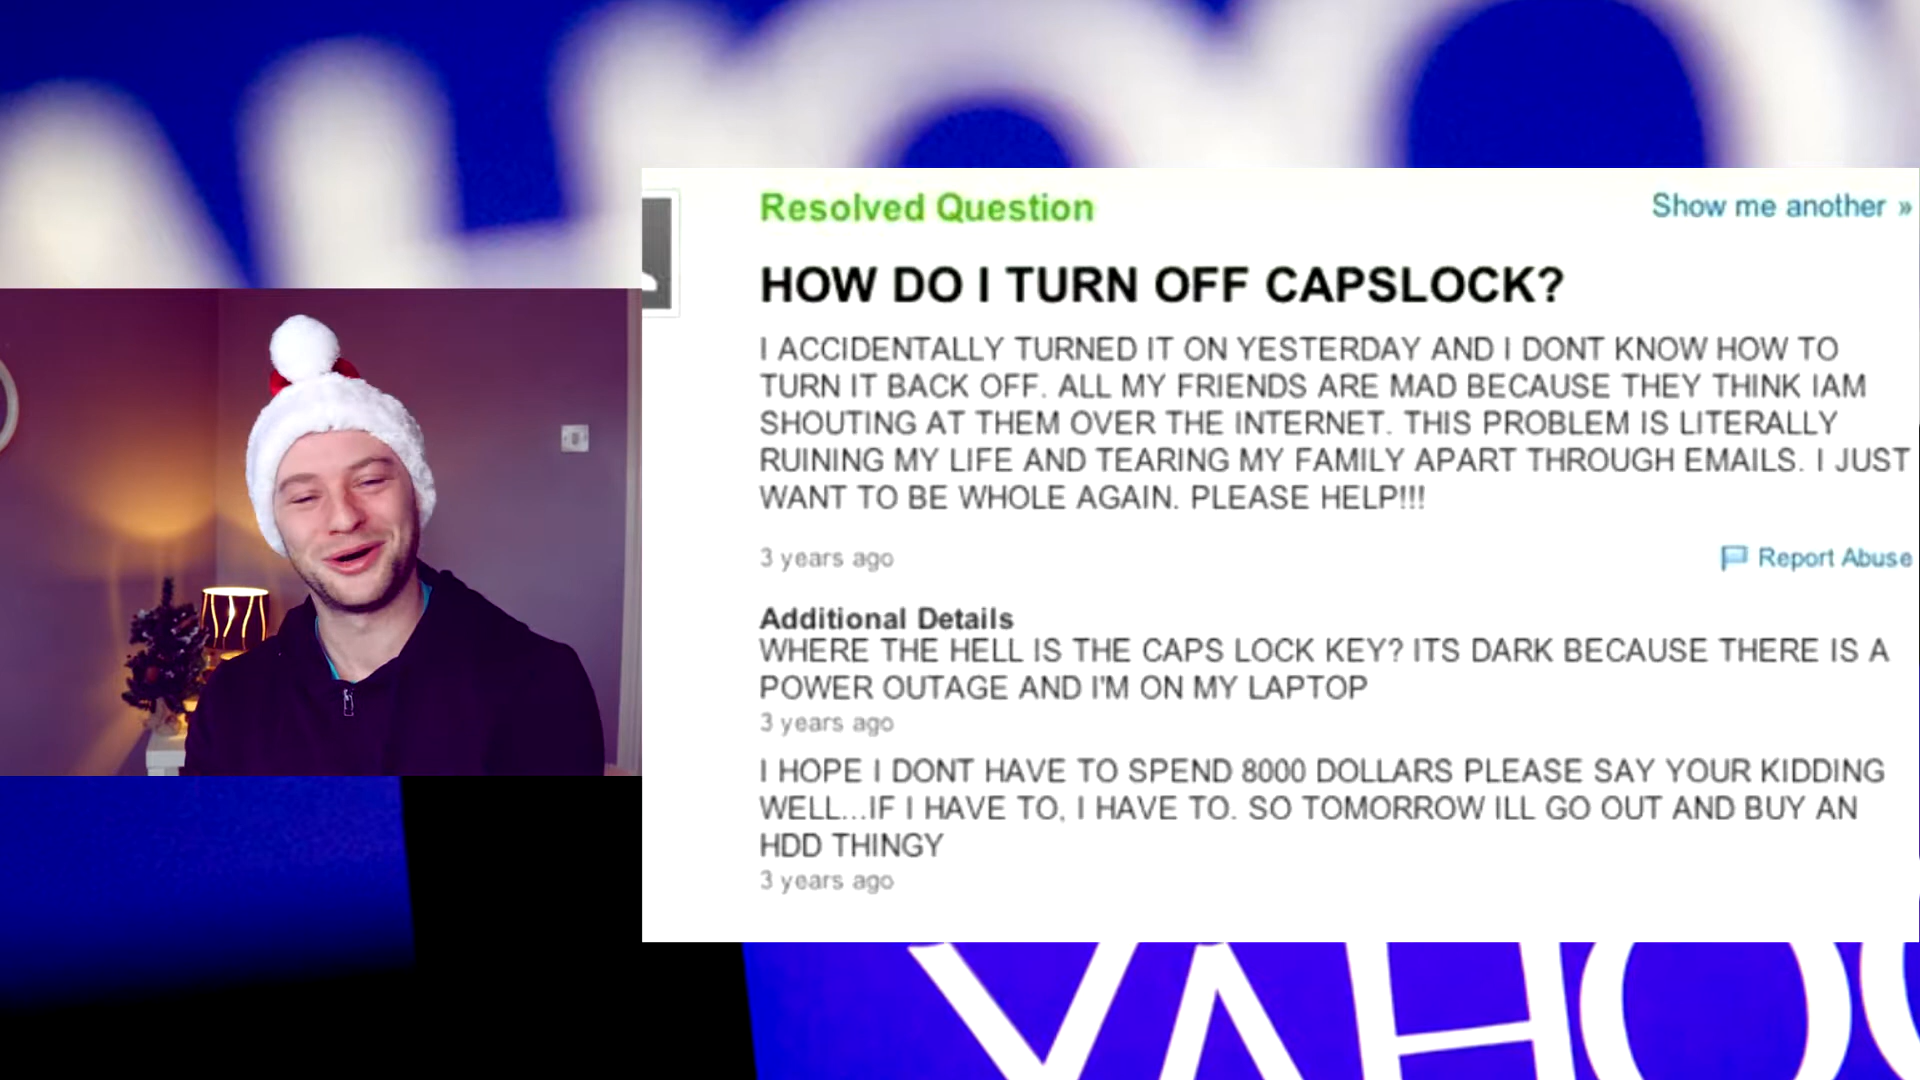 Resolved Question
Show me another »
HOW DO I TURN OFF CAPSLOCK?
I ACCIDENTALLY TURNED IT ON YESTERDAY AND I DONT KNOW HOW TO
TURN IT BACK OFF. ALL MY FRIENDS ARE MAD BECAUSE THEY THINK IAM
SHOUTING AT THEM OVER THE INTERNET. THIS PROBLEM IS LITERALLY
RUINING MY LIFE AND TEARING MY FAMILY APART THROUGH EMAILS. I JUST
WANT TO BE WHOLE AGAIN. PLEASE HELP!!!
3 years ago
Report Abuse
Additional Details
WHERE THE HELL IS THE CAPS LOCK KEY? ITS DARK BECAUSE THERE IS A
POWER OUTAGE AND I'M ON MY LAPTOP
3 years ago
I HOPE I DONT HAVE TO SPEND 8000 DOLLARS PLEASE SAY YOUR KIDDING
WELL...IF I HAVE TO, I HAVE TO. SO TOMORROW ILL GO OUT AND BUY AN
HDD THINGY
3 years ago
YAHOO